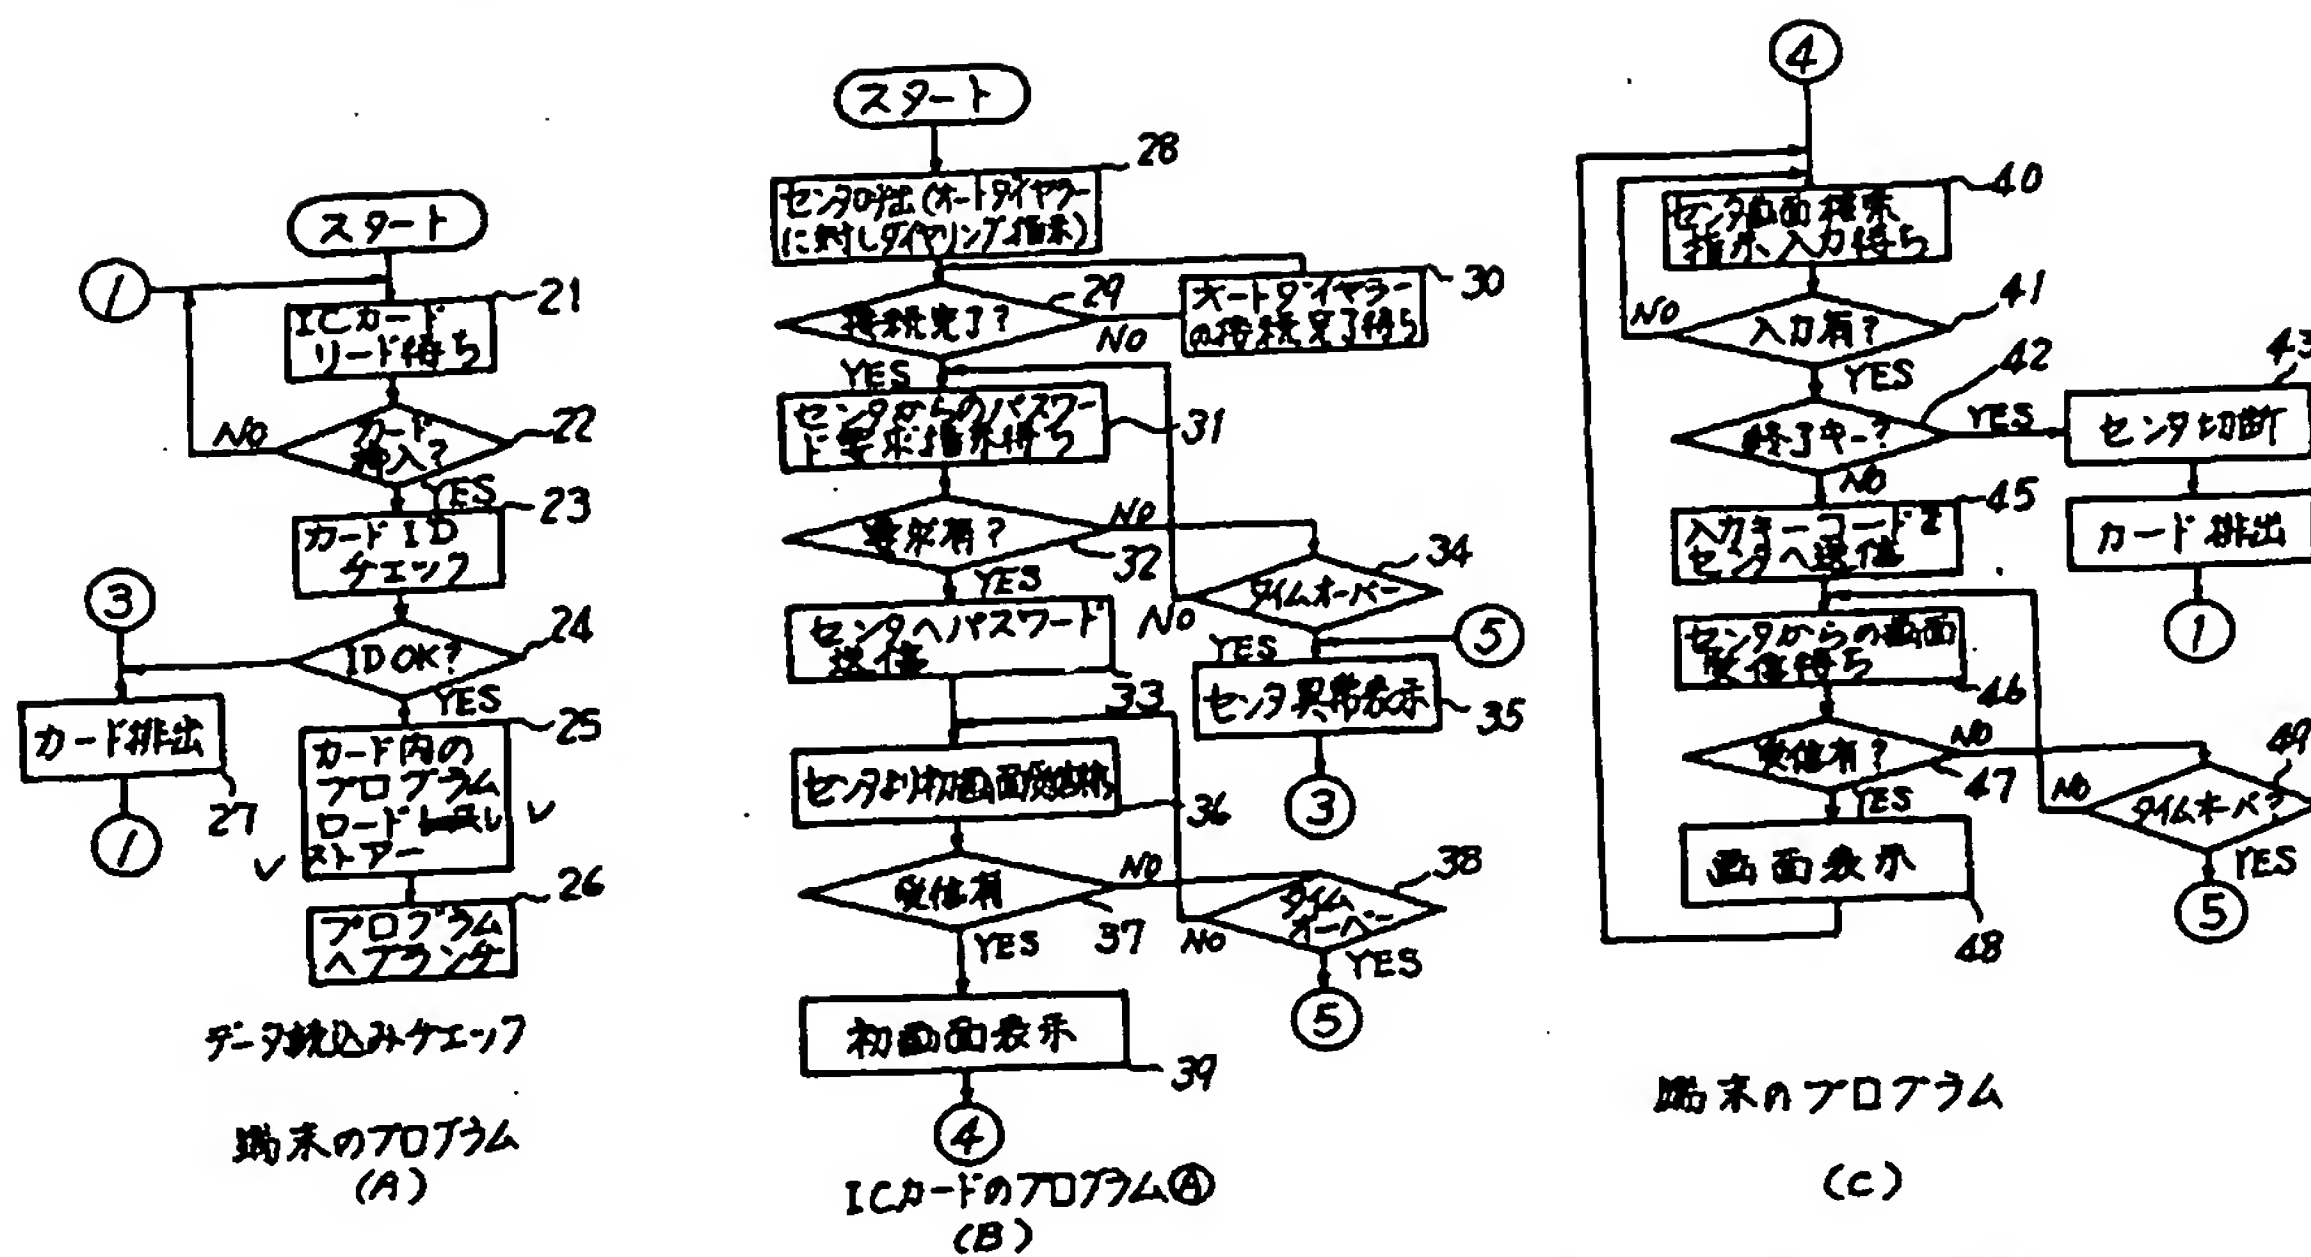 スタート
①
ICカード
リード待ち
21
カード
挿入?
22
NO
YES
カードID
チェック
23
③
ID OK?
24
YES
カード排出
27
①
カード内の
プログラム
ロード
ストアー
25
プログラム
へブランチ
26
データ読込みチェック
端末のプログラム
(A)
スタート
センタ呼出(オートダイヤラー
に対しダイヤリング指示)
28
接続完了?
29
NO
オートダイヤラー
の接続完了待ち
30
YES
センタからのパスワー
ド要求指示待ち
31
要求有?
32
NO
YES
タイムオーバー
34
NO
YES
⑤
センタへパスワード
送信
33
センタ異常表示
35
③
センタより初画面
36
受信有
37
NO
YES
タイム
オーバー
38
NO
YES
⑤
初画面表示
39
④
ICカードのプログラムⒶ
(B)
④
センタ画面検索
指示入力待ち
40
入力有?
41
NO
YES
終了キー?
42
YES
NO
センタ切断
43
カード排出
①
入力キーコードを
センタへ送信
45
センタからの画面
受信待ち
46
受信有?
47
NO
YES
タイムオーバ?
49
NO
YES
⑤
画面表示
48
端末のプログラム
(C)